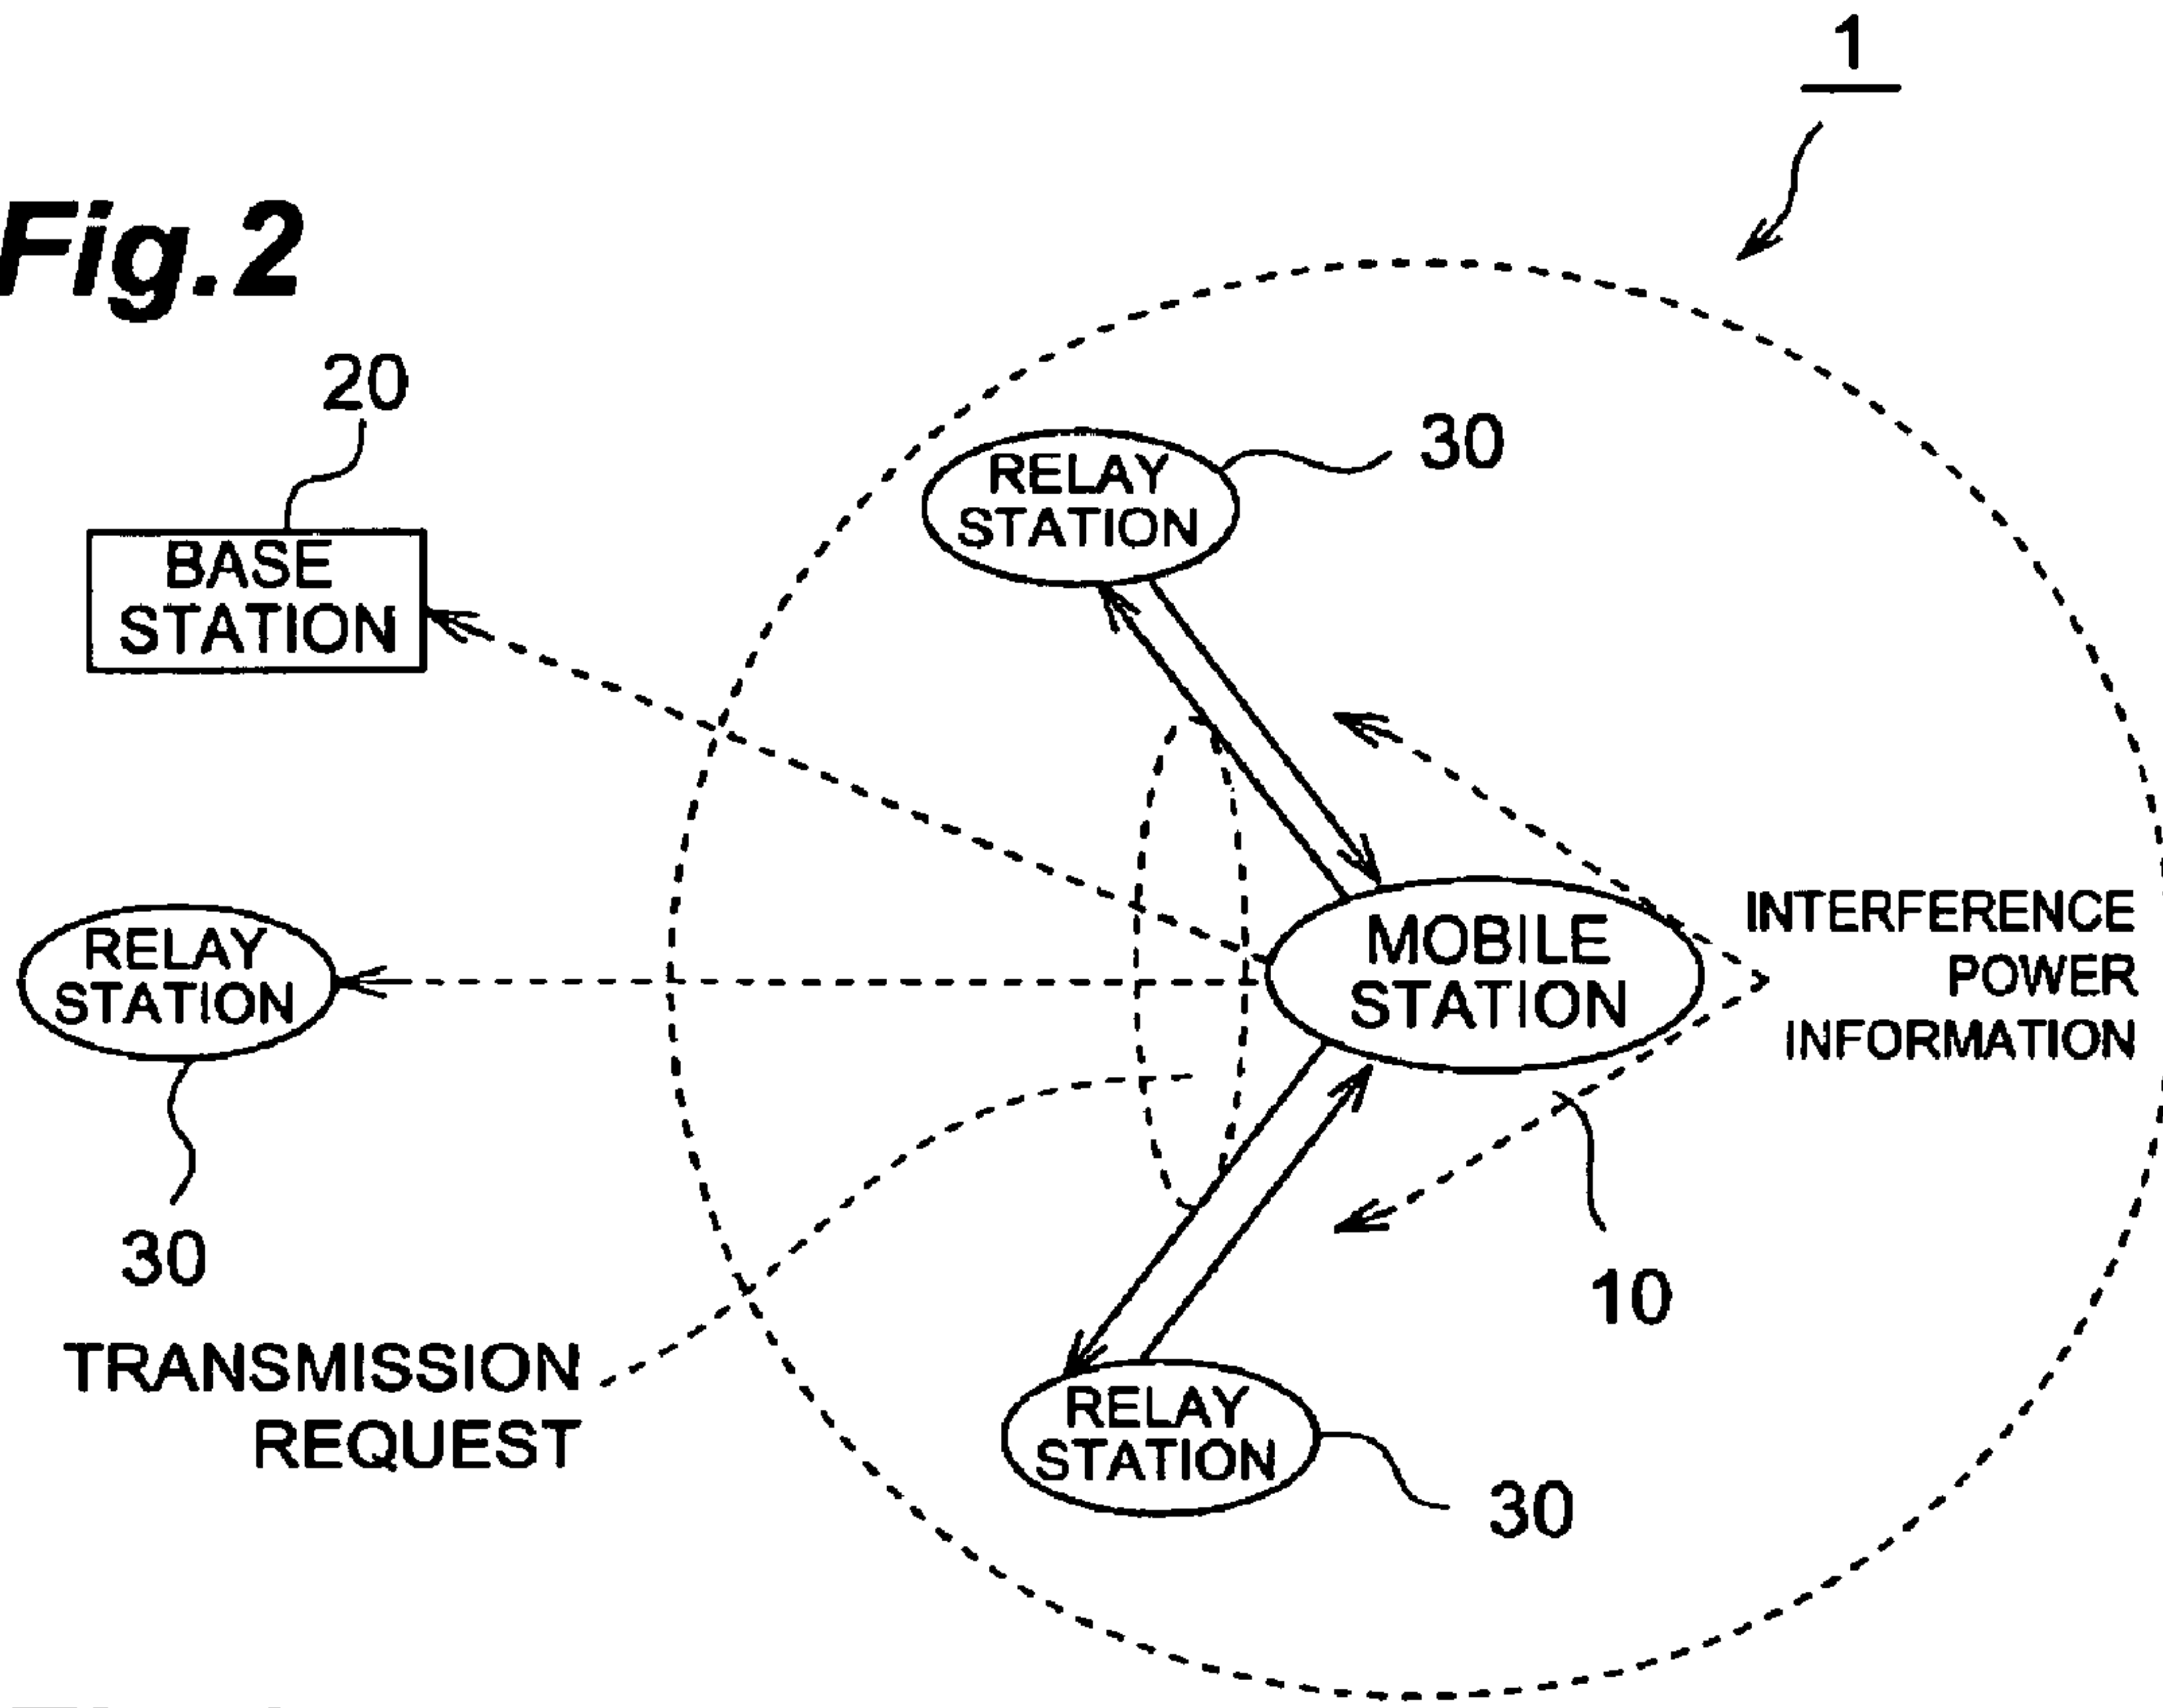 1
Fig.2
20
30
RELAY
STATION
BASE
STATION
INTERFERENCE
POWER
INFORMATION
MOBILE
STATION
RELAY
STATION
30
10
TRANSMISSION
REQUEST
RELAY
STATION
30